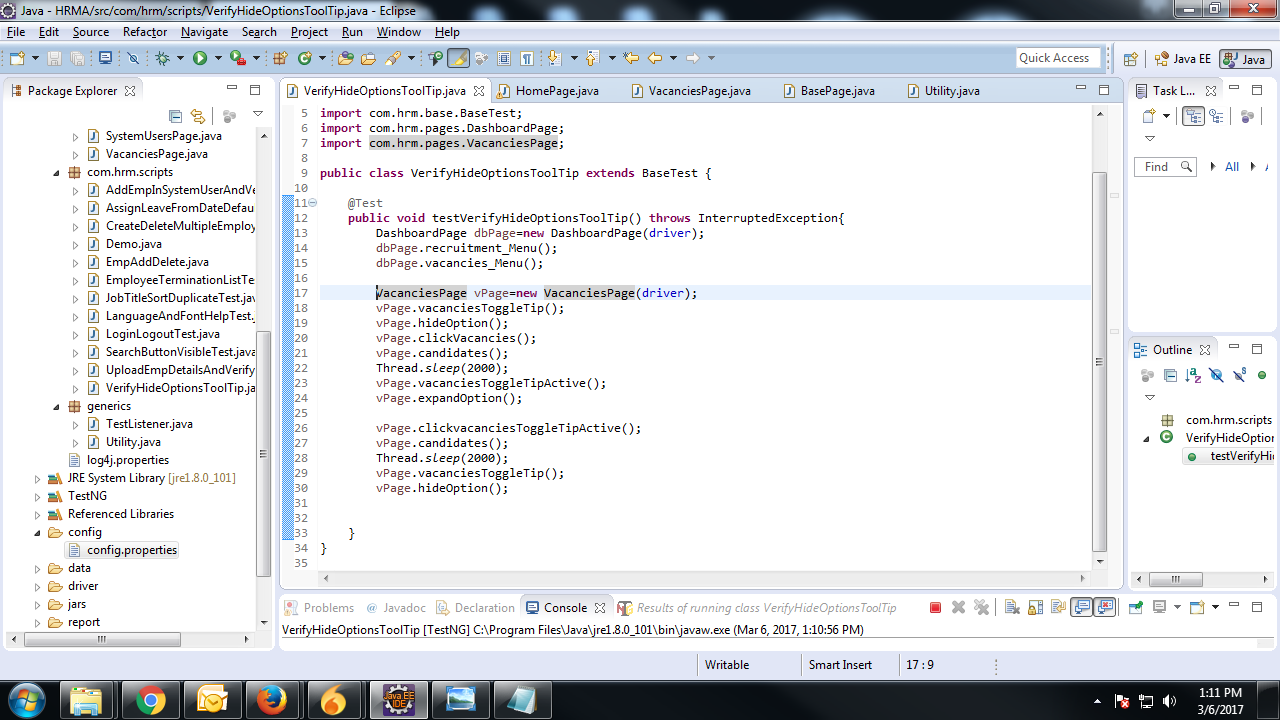 Java - HRMA/src/com/hrm/scripts/VerifyHideOptionsToolTip.java - Eclipse
File Edit Source Refactor Navigate Search Project Run Window Help
Quick Access Java EE Java
Package Explorer
SystemUsersPage.java
VacanciesPage.java
com.hrm.scripts
AddEmpInSystemUserAndVe
AssignLeaveFromDateDefau
CreateDeleteMultipleEmploy
Demo.java
EmpAddDelete.java
EmployeeTerminationListTe
JobTitleSortDuplicateTest.jav
LanguageAndFontHelpTest.j
LoginLogoutTest.java
SearchButtonVisibleTest.java
UploadEmpDetailsAndVerify
VerifyHideOptionsToolTip.ja
generics
TestListener.java
Utility.java
log4j.properties
JRE System Library [jre1.8.0_101]
TestNG
Referenced Libraries
config
config.properties
data
driver
jars
report
VerifyHideOptionsToolTip.java HomePage.java VacanciesPage.java BasePage.java Utility.java
5 import com.hrm.base.BaseTest;
6 import com.hrm.pages.DashboardPage;
7 import com.hrm.pages.VacanciesPage;
8
9 public class VerifyHideOptionsToolTip extends BaseTest {
10
11 @Test
12 public void testVerifyHideOptionsToolTip() throws InterruptedException{
13 DashboardPage dbPage=new DashboardPage(driver);
14 dbPage.recruitment_Menu();
15 dbPage.vacancies_Menu();
16
17 VacanciesPage vPage=new VacanciesPage(driver);
18 vPage.vacanciesToggleTip();
19 vPage.hideOption();
20 vPage.clickVacancies();
21 vPage.candidates();
22 Thread.sleep(2000);
23 vPage.vacanciesToggleTipActive();
24 vPage.expandOption();
25
26 vPage.clickvacanciesToggleTipActive();
27 vPage.candidates();
28 Thread.sleep(2000);
29 vPage.vacanciesToggleTip();
30 vPage.hideOption();
31
32
33 }
34 }
35
Task L...
Find All A
Outline
com.hrm.scripts
VerifyHideOption
testVerifyHi
Problems @ Javadoc Declaration Console Results of running class VerifyHideOptionsToolTip
VerifyHideOptionsToolTip [TestNG] C:\Program Files\Java\jre1.8.0_101\bin\javaw.exe (Mar 6, 2017, 1:10:56 PM)
Writable Smart Insert 17 : 9
Java EE IDE
1:11 PM
3/6/2017